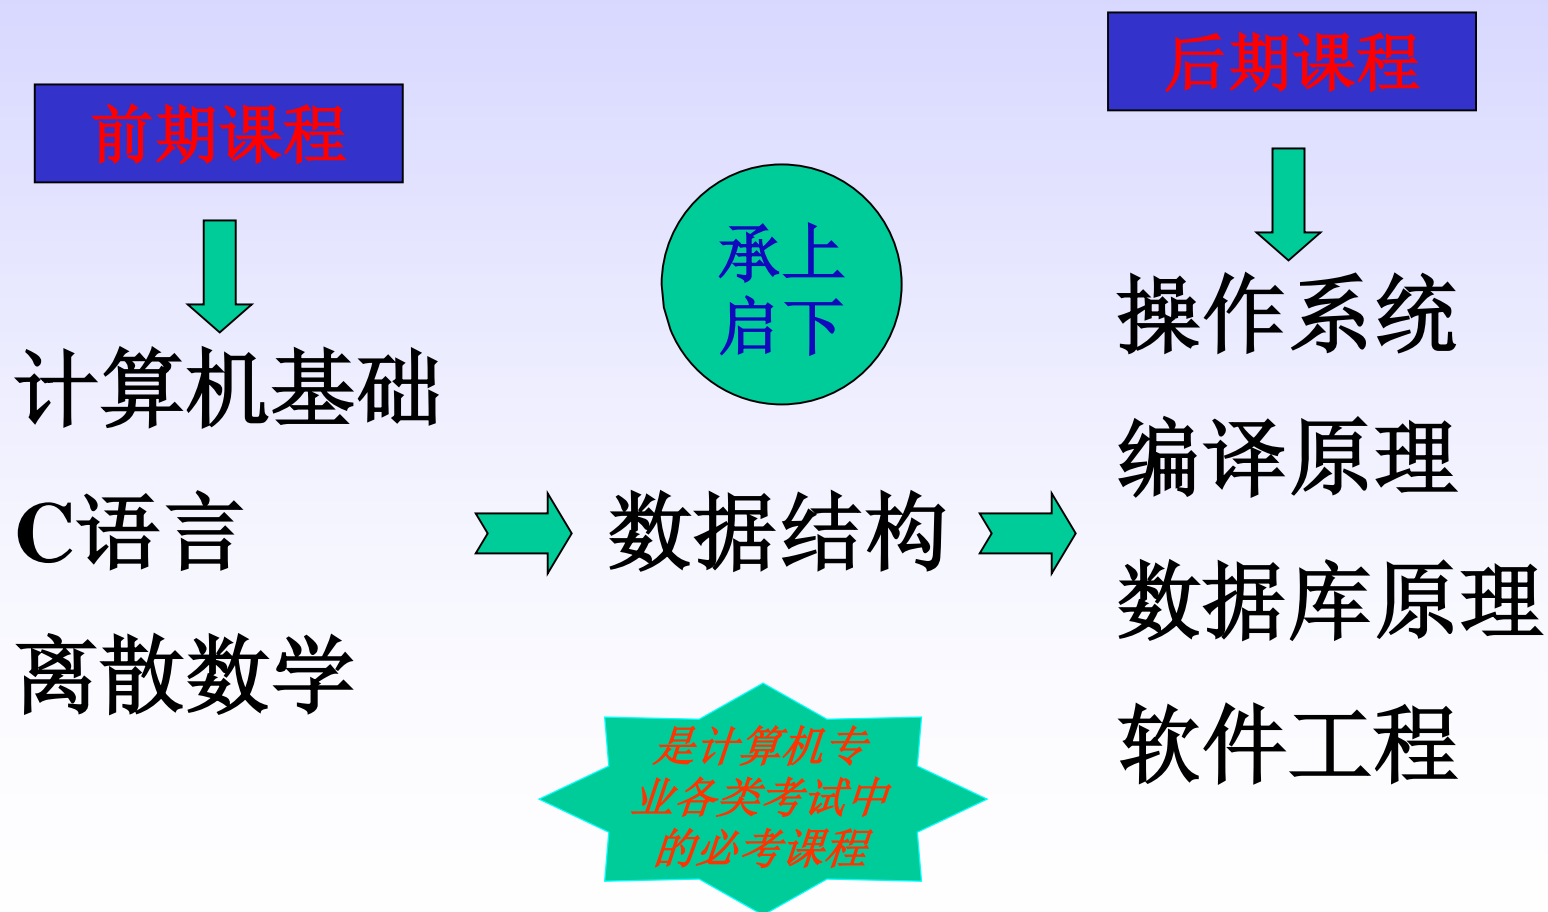 前期课程
计算机基础
C语言
离散数学
承上
启下
数据结构
是计算机专
业各类考试中
的必考课程
后期课程
操作系统
编译原理
数据库原理
软件工程